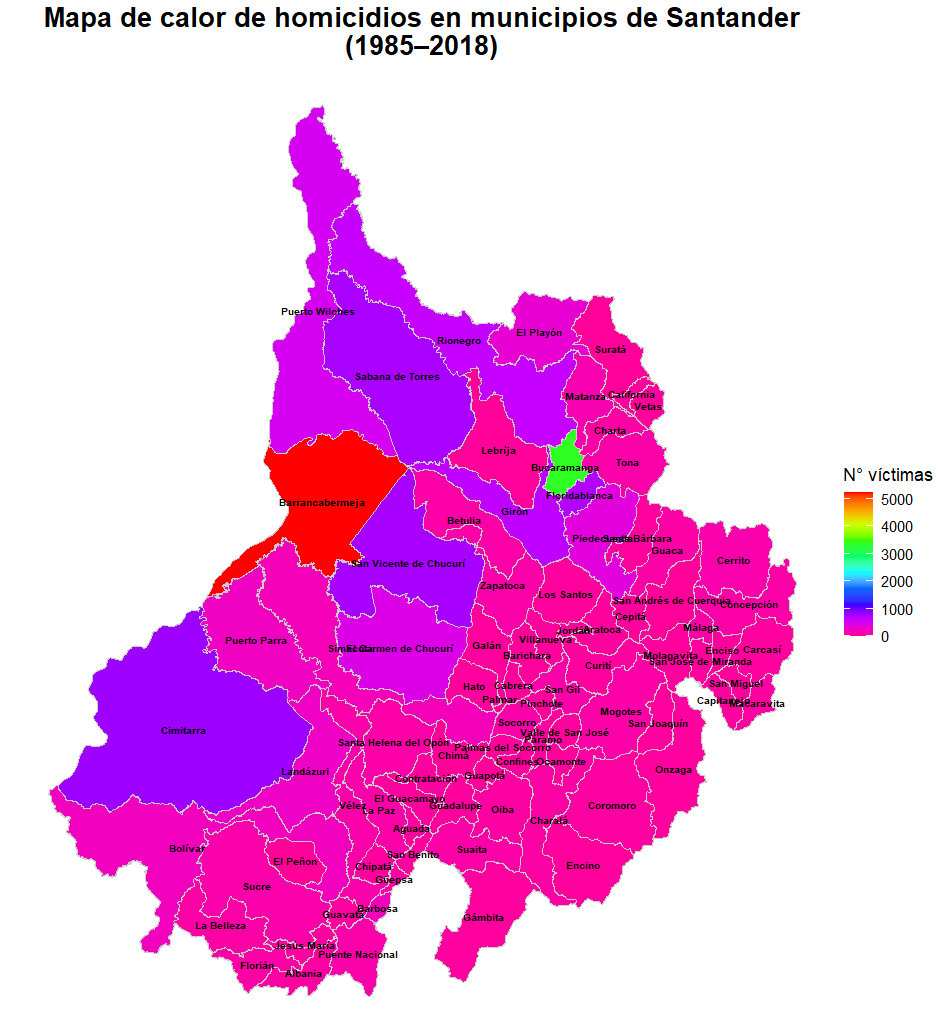 Mapa de calor de homicidios en municipios de Santander
(1985–2018)
Puerto Wilches
El Playón
Rionegro
Suratá
Sabana de Torres
Matanza
California
Vetas
Charta
Lebríja
Tona
Bucaramanga
N° víctimas
Floridablanca
5000
Barrancabermeja
Girón
Betulia
4000
Piedecuesta
Santa Bárbara
Guaca
3000
San Vicente de Chucurí
Cerrito
2000
Zapatoca
Los Santos
San Andrés de Cuerquia
Concepción
1000
Cepitá
0
Puerto Parra
Simacota
El Carmen de Chucurí
Galán
Villanueva
Jordán
Aratoca
Málaga
Barichara
Molagavita
Enciso
Carcasí
San José de Miranda
Curití
Hato
Cabrera
San Gil
San Miguel
Palmar
Pinchote
Capitanejo
Macaravita
Mogotes
San Joaquín
Socorro
Cimitarra
Valle de San José
Páramo
Santa Helena del Opón
Palmas del Socorro
Chima
Confines
Ocamonte
Landázuri
Onzaga
Contratación
Guapotá
El Guacamayo
Vélez
La Paz
Guadalupe
Oiba
Coromoro
Charalá
Aguada
Bolívar
Suaita
San Benito
El Peñon
Chipatá
Encino
Güepsa
Sucre
Barbosa
Guavatá
Gámbita
La Belleza
Jesús María
Puente Nacional
Florián
Albania